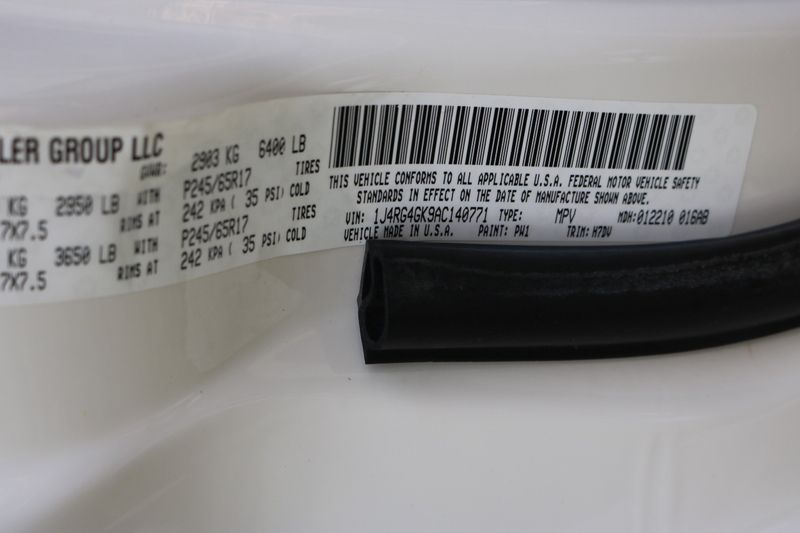 LER GROUP LLC
GVWR: 2903 KG 6400 LB
KG 2950 LB WITH P245/65R17 TIRES
7X7.5 RIMS AT 242 KPA ( 35 PSI) COLD
KG 3650 LB WITH P245/65R17 TIRES
7X7.5 RIMS AT 242 KPA ( 35 PSI) COLD
THIS VEHICLE CONFORMS TO ALL APPLICABLE U.S.A. FEDERAL MOTOR VEHICLE SAFETY
STANDARDS IN EFFECT ON THE DATE OF MANUFACTURE SHOWN ABOVE.
VIN: 1J4RG4GK9AC140771 TYPE: MPV MDH:012210 016AB
VEHICLE MADE IN U.S.A. PAINT: PW1 TRIM: H7DV